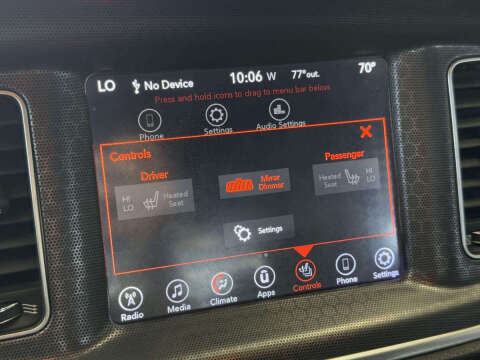 LO No Device 10:06 W 77°out. 70°
Press and hold icons to drag to menu bar below
Phone Settings Audio Settings
Controls
Driver Passenger
HI LO Heated Seat
Mirror Dimmer
Heated Seat HI LO
Settings
Radio Media Climate Apps Controls Phone Settings